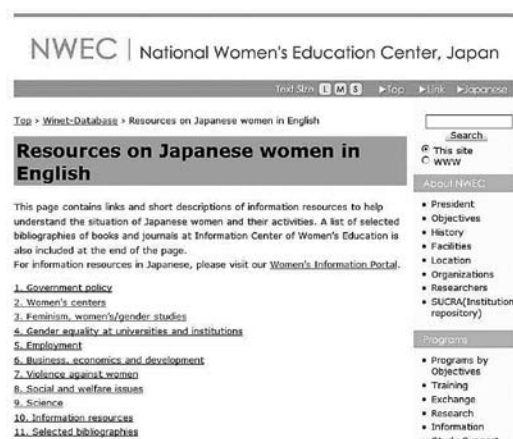 NWEC | National Women's Education Center, Japan
Text Size L M S ►Top ►Link ►Japanese
Top > Winet-Database > Resources on Japanese women in English
Resources on Japanese women in
English
This page contains links and short descriptions of information resources to help
understand the situation of Japanese women and their activities. A list of selected
bibliographies of books and journals at Information Center of Women's Education is
also included at the end of the page.
For information resources in Japanese, please visit our Women's Information Portal.
1. Government policy
2. Women's centers
3. Feminism, women's/gender studies
4. Gender equality at universities and institutions
5. Employment
6. Business, economics and development
7. Violence against women
8. Social and welfare issues
9. Science
10. Information resources
11. Selected bibliographies
Search
This site
WWW
About NWEC
• President
• Objectives
• History
• Facilities
• Location
• Organizations
• Researchers
• SUCRA(Institution
repository)
Programs
• Programs by
Objectives
• Training
• Exchange
• Research
• Information
• Study Support